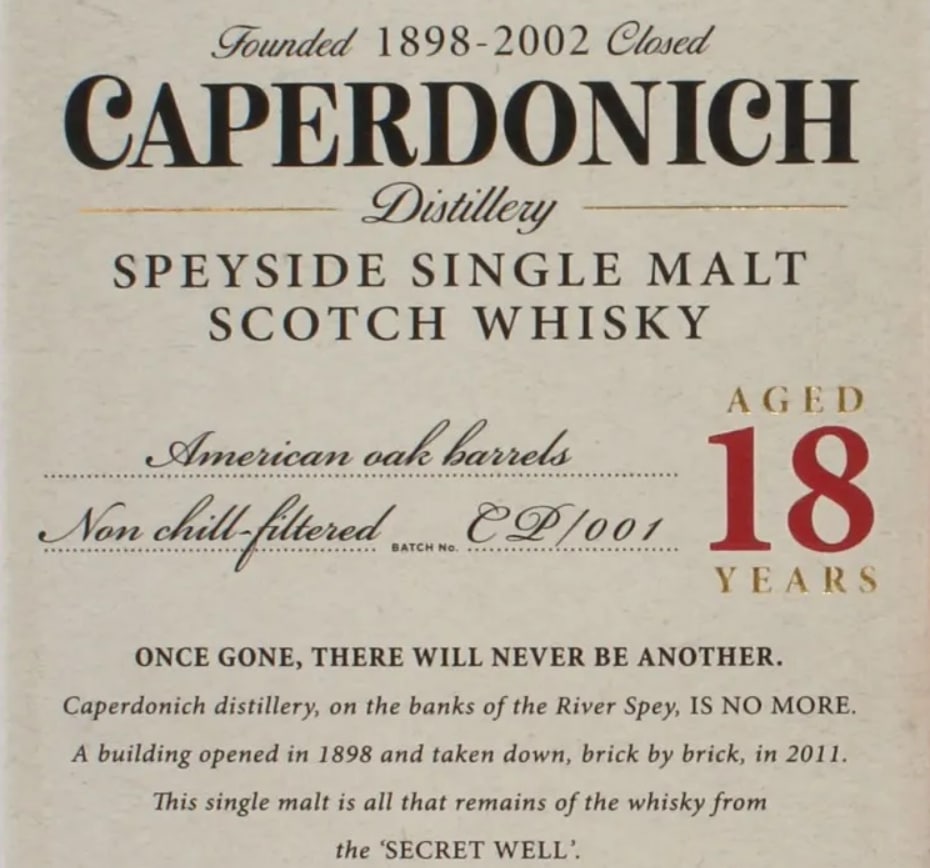 Founded 1898-2002 Closed
CAPERDONICH
Distillery
SPEYSIDE SINGLE MALT
SCOTCH WHISKY
AGED
18
YEARS
American oak barrels
Non chill-filtered BATCH No. CP/001
ONCE GONE, THERE WILL NEVER BE ANOTHER.
Caperdonich distillery, on the banks of the River Spey, IS NO MORE.
A building opened in 1898 and taken down, brick by brick, in 2011.
This single malt is all that remains of the whisky from
the ‘SECRET WELL’.